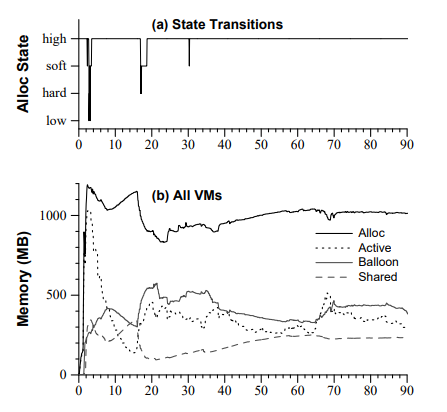 (a) State Transitions
Alloc State
high
soft
hard
low
0 10 20 30 40 50 60 70 80 90
(b) All VMs
Memory (MB)
1000
500
0
Alloc
Active
Balloon
Shared
0 10 20 30 40 50 60 70 80 90